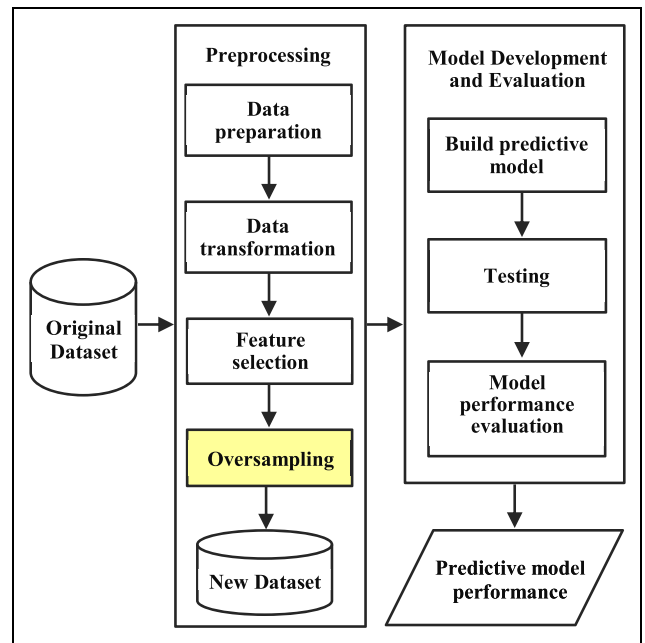 Original
Dataset
Preprocessing
Data
preparation
Data
transformation
Feature
selection
Oversampling
New Dataset
Model Development
and Evaluation
Build predictive
model
Testing
Model
performance
evaluation
Predictive model
performance